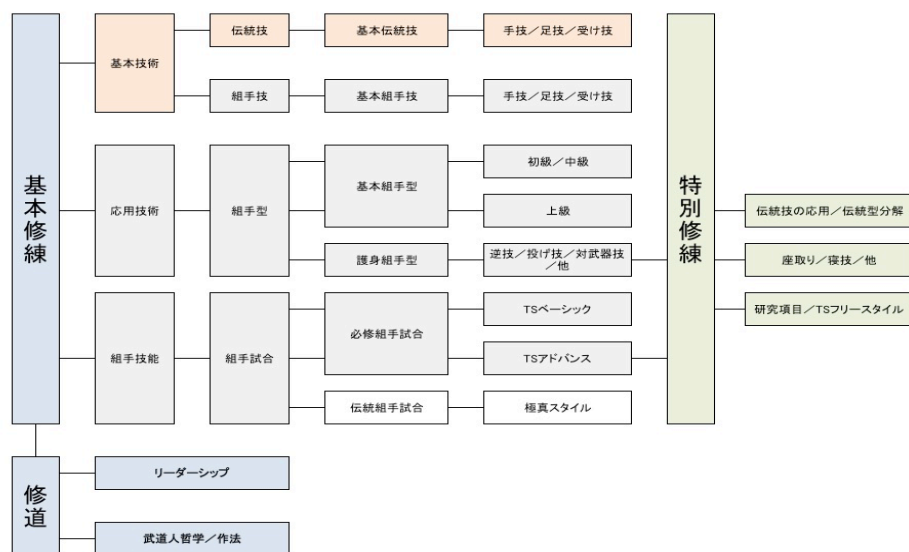 基本修練
基本技術
伝統技
基本伝統技
手技／足技／受け技
組手技
基本組手技
手技／足技／受け技
応用技術
組手型
基本組手型
初級／中級
上級
護身組手型
逆技／投げ技／対武器技
／他
組手技能
組手試合
必修組手試合
TSベーシック
TSアドバンス
伝統組手試合
極真スタイル
特別修練
伝統技の応用／伝統型分解
座取り／寝技／他
研究項目／TSフリースタイル
修道
リーダーシップ
武道人哲学／作法